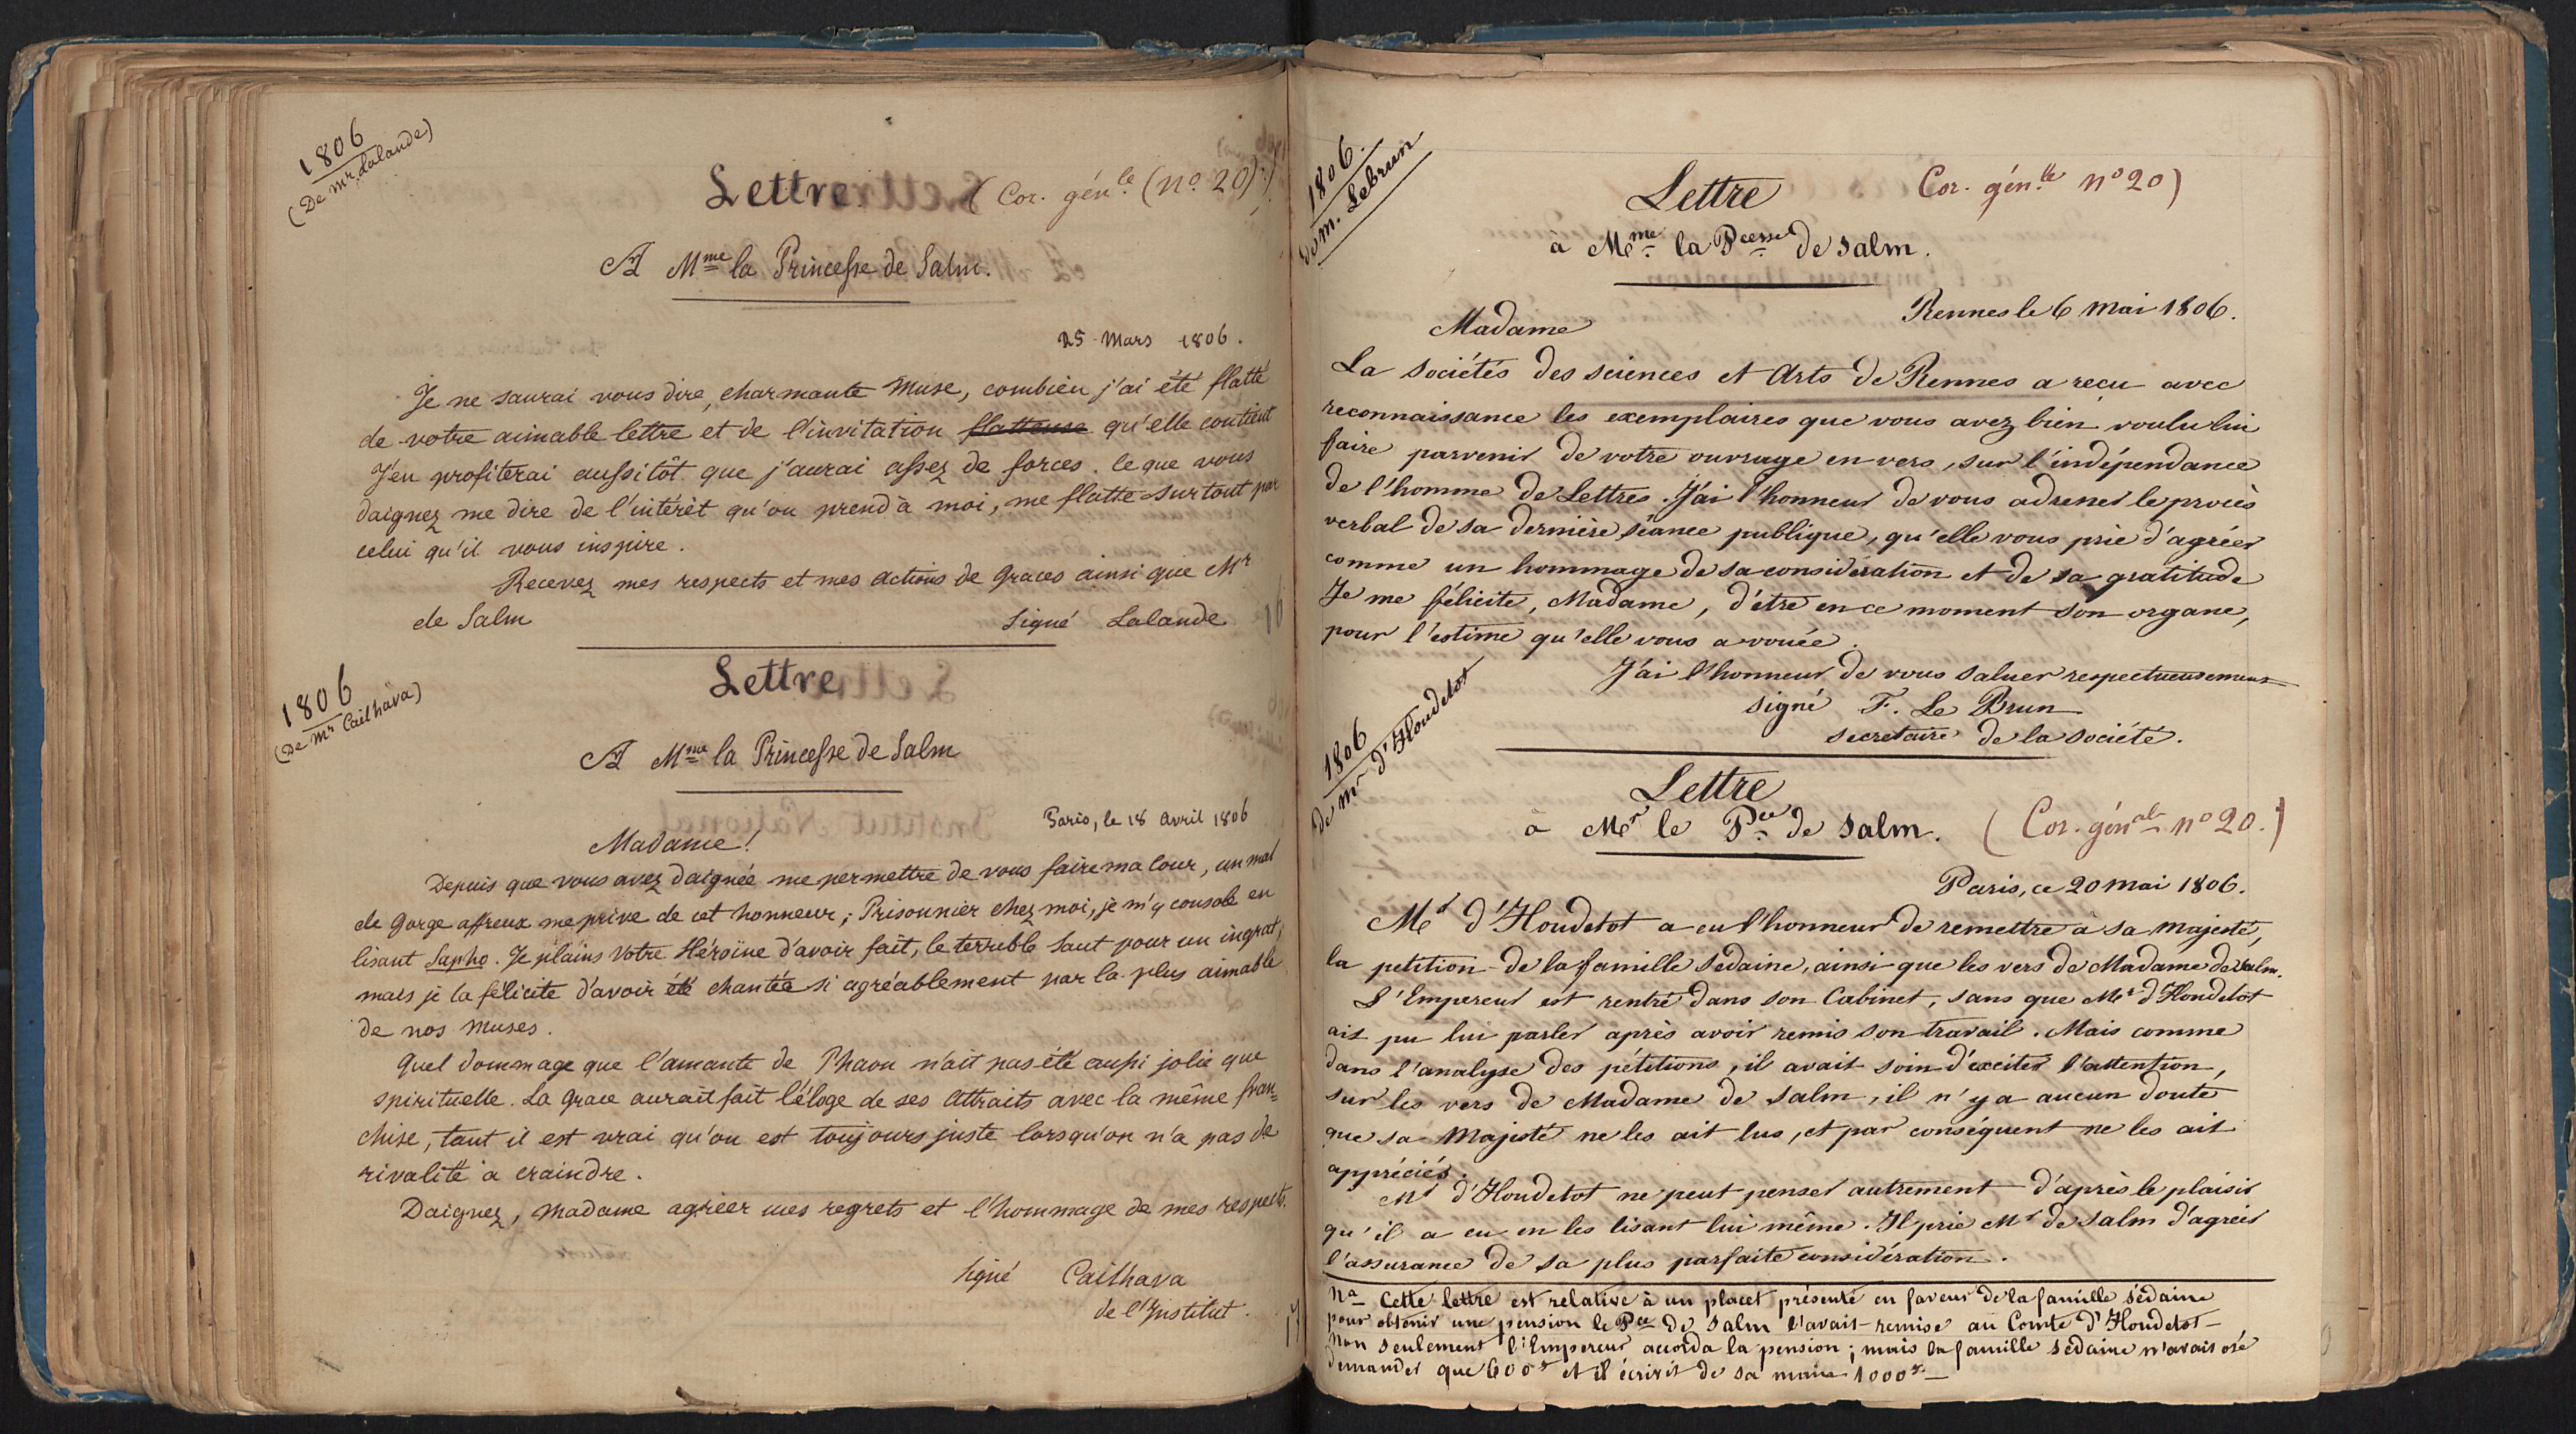 1806
(De Mr Lalande)
Lettre (Cor. génle. (no 20).)
A Mme la Princesse de Salm.
25 Mars 1806.
Je ne saurai vous dire, charmante Muse, combien j'ai été flatté
de votre aimable lettre et de l'invitation flatteuse qu'elle contient
J'en profiterai aussitôt que j'aurai assez de forces. ce que vous
daignez me dire de l'intérêt qu'on prend à moi, me flatte surtout par
celui qu'il vous inspire.
Recevez mes respects et mes actions de graces ainsi que Mr
de Salm
signé Lalande
1806
(De Mr Cailhava)
Lettre
A Mme la Princesse de Salm
Paris, le 18 avril 1806
Madame!
Depuis que vous avez daignée me permettre de vous faire ma Cour, un mal
de gorge affreux me prive de cet honneur; Prisonnier chez moi, je m'y console en
lisant Sapho. Je plains votre Héroïne d'avoir fait, le terrible Saut pour un ingrat,
mais je la félicite d'avoir été chantée si agréablement par la plus aimable
de nos muses.
Quel dommage que l'amante de Phaon n'ait pas été aussi jolie que
spirituelle. La grace aurait fait l'éloge de ses attraits avec la même fran=
chise, tant il est vrai qu'on est toujours juste lorsqu'on n'a pas de
rivalité a craindre.
Daignez, madame agréer mes regrets et l'hommage de mes respects.
signé Cailhava
de l'Institut.
1806.
de m. Lebrun
Lettre Cor. génlle no 20)
à Mme la Pcesse de Salm.
Rennes le 6 Mai 1806.
Madame
La Sociétés des sciences et Arts de Rennes a reçu avec
reconnaissance les exemplaires que vous avez bien voulu lui
faire parvenir de votre ouvrage en vers, sur l'indépendance
de l'homme de Lettres. J'ai l'honneur de vous adresser le procès
verbal de sa dernière séance publique, qu'elle vous prie d'agréer
comme un hommage de sa considération et de sa gratitude
Je me félicite, Madame, d'être en ce moment son organe,
pour l'estime qu'elle vous a vouée.
J'ai l'honneur de vous saluer respectueusement
signé F. Le Brun
secretaire de la société.
1806
de Mr d'Houdetot
Lettre
à Mr le Pce de Salm. (Cor. génale no 20.)
Paris, ce 20 mai 1806.
Mr d'Houdetot a eu l'honneur de remettre à sa majesté,
la petition de la famille Sedaine, ainsi que les vers de Madame de Salm.
L'Empereur est rentré dans son Cabinet, sans que Mr d'Houdetot
ait pu lui parler après avoir remis son travail. Mais comme
dans l'analyse des pétitions, il avait soin d'exciter l'attention,
sur les vers de Madame de Salm, il n'y a aucun doute
que sa Majesté ne les ait lus, et par conséquent ne les ait
appréciés.
Mr d'Houdetot ne peut penser autrement d'après le plaisir
qu'il a eu en les lisant lui même. Il prie Mr de Salm d'agréer
l'assurance de sa plus parfaite considération.
Na Cette lettre est relative à un placet présenté en faveur de la famille Sédaine
pour obtenir une pension le Pce de Salm l'avait remise au Comte d'Houdetot
non seulement l'Empereur accorda la pension; mais la famille Sédaine n'avait osé
demander que 600f et il écrivit de sa main 1000f.